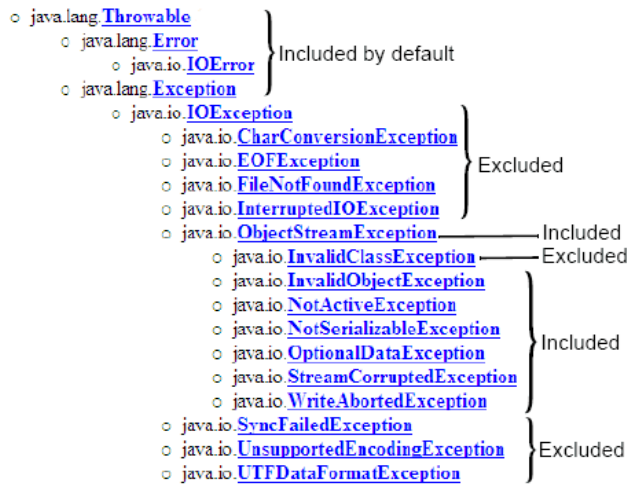 java.lang.Throwable
java.lang.Error
java.io.IOError
java.lang.Exception
Included by default
java.io.IOException
java.io.CharConversionException
java.io.EOFException
java.io.FileNotFoundException
java.io.InterruptedIOException
Excluded
java.io.ObjectStreamException Included
java.io.InvalidClassException Excluded
java.io.InvalidObjectException
java.io.NotActiveException
java.io.NotSerializableException
java.io.OptionalDataException
java.io.StreamCorruptedException
java.io.WriteAbortedException
Included
java.io.SyncFailedException
java.io.UnsupportedEncodingException
java.io.UTFDataFormatException
Excluded